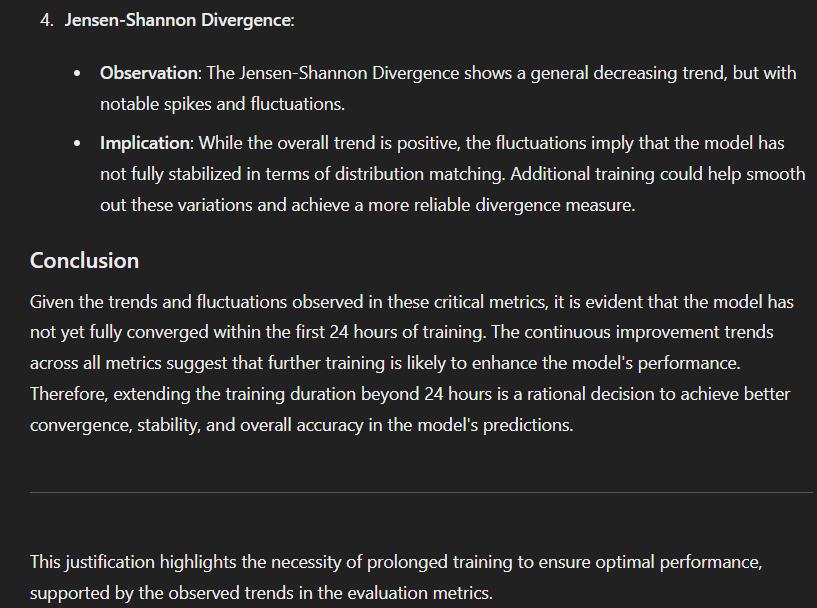 4. Jensen-Shannon Divergence:
• Observation: The Jensen-Shannon Divergence shows a general decreasing trend, but with
notable spikes and fluctuations.
• Implication: While the overall trend is positive, the fluctuations imply that the model has
not fully stabilized in terms of distribution matching. Additional training could help smooth
out these variations and achieve a more reliable divergence measure.
Conclusion
Given the trends and fluctuations observed in these critical metrics, it is evident that the model has
not yet fully converged within the first 24 hours of training. The continuous improvement trends
across all metrics suggest that further training is likely to enhance the model's performance.
Therefore, extending the training duration beyond 24 hours is a rational decision to achieve better
convergence, stability, and overall accuracy in the model's predictions.
This justification highlights the necessity of prolonged training to ensure optimal performance,
supported by the observed trends in the evaluation metrics.